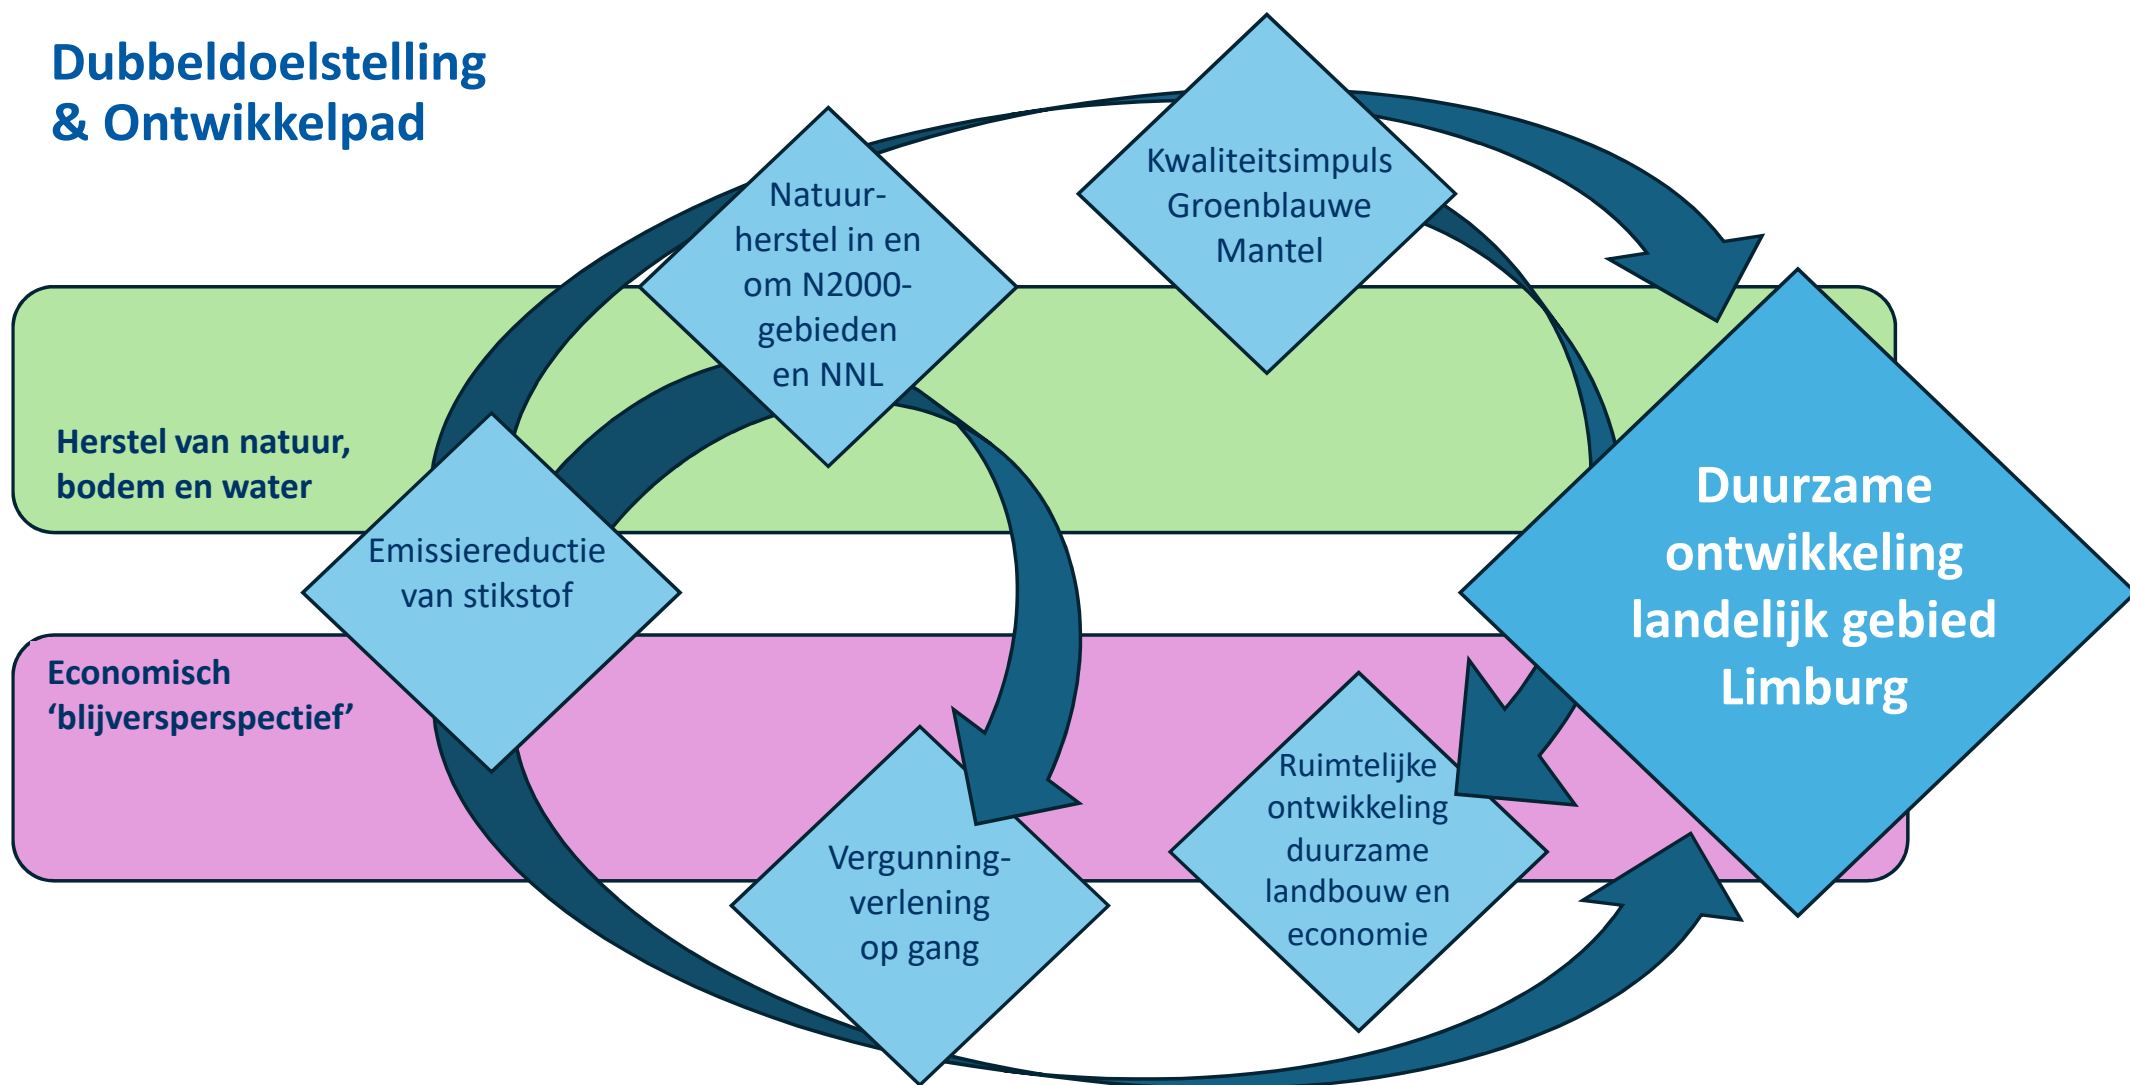 Dubbeldoelstelling
& Ontwikkelpad
Kwaliteitsimpuls
Groenblauwe
Mantel
Natuur-
herstel in en
om N2000-
gebieden
en NNL
Herstel van natuur,
bodem en water
Emissiereductie
van stikstof
Duurzame
ontwikkeling
landelijk gebied
Limburg
Economisch
‘blijversperspectief’
Vergunning-
verlening
op gang
Ruimtelijke
ontwikkeling
duurzame
landbouw en
economie